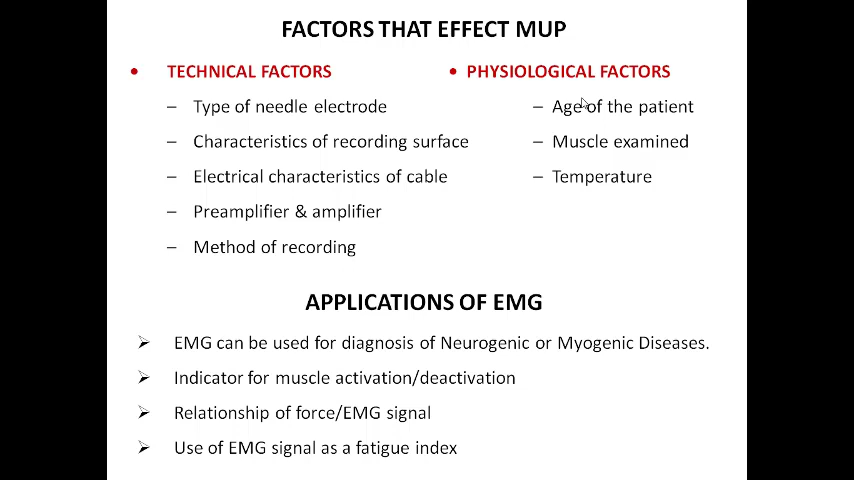 FACTORS THAT EFFECT MUP
• TECHNICAL FACTORS
– Type of needle electrode
– Characteristics of recording surface
– Electrical characteristics of cable
– Preamplifier & amplifier
– Method of recording
• PHYSIOLOGICAL FACTORS
– Age of the patient
– Muscle examined
– Temperature
APPLICATIONS OF EMG
➢ EMG can be used for diagnosis of Neurogenic or Myogenic Diseases.
➢ Indicator for muscle activation/deactivation
➢ Relationship of force/EMG signal
➢ Use of EMG signal as a fatigue index